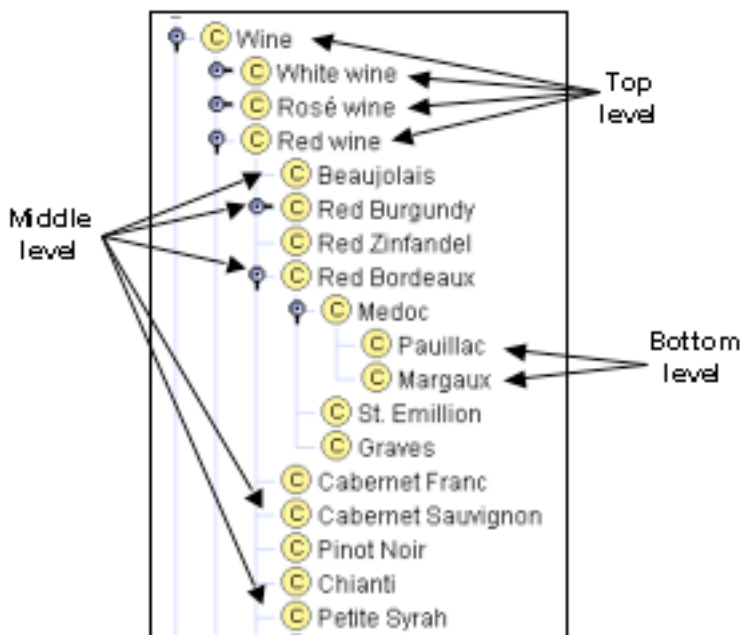 C Wine
C White wine
C Rosé wine
C Red wine
C Beaujolais
C Red Burgundy
C Red Zinfandel
C Red Bordeaux
C Medoc
C Pauillac
C Margaux
C St. Emillion
C Graves
C Cabernet Franc
C Cabernet Sauvignon
C Pinot Noir
C Chianti
C Petite Syrah
Top
level
Middle
level
Bottom
level